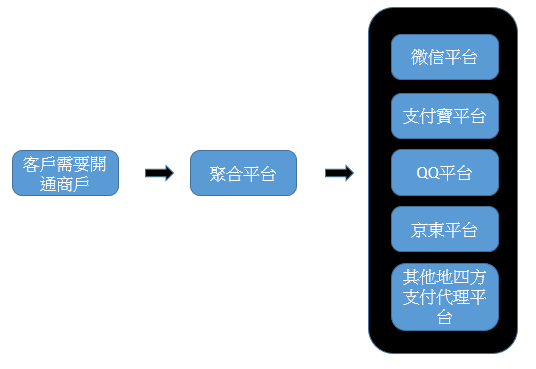 客戶需要開
通商戶
聚合平台
微信平台
支付寶平台
QQ平台
京東平台
其他地四方
支付代理平
台